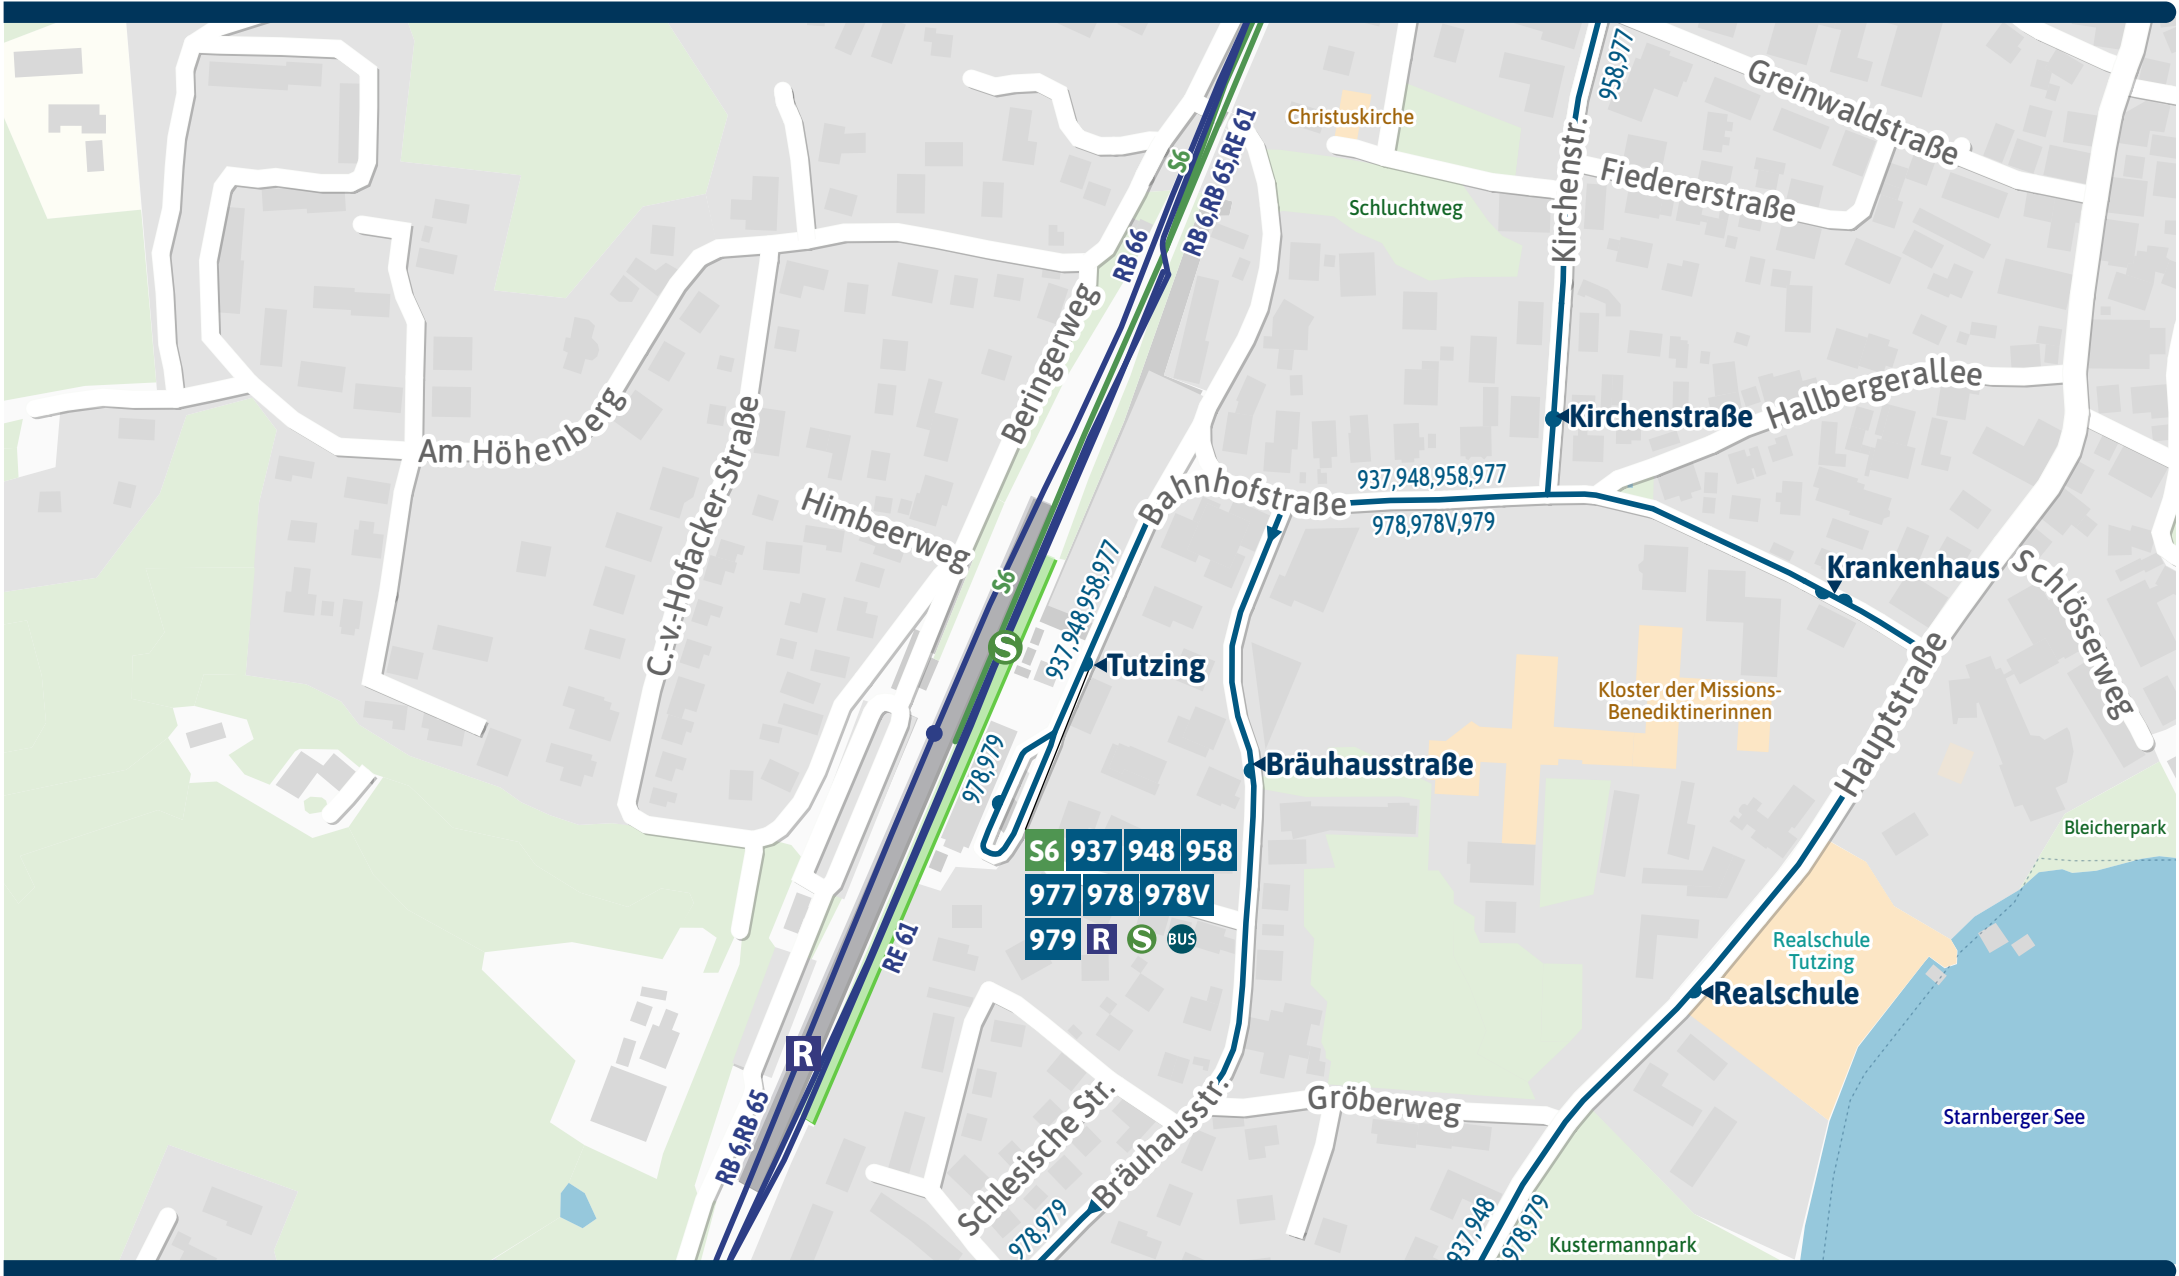 958,977
Greinwaldstraße
Christuskirche
S6
RB 6,RB 65,RE 61
Kirchenstr.
Fiedererstraße
Schluchtweg
RB 66
Beringerweg
Hallbergerallee
Kirchenstraße
Am Höhenberg
C.-v.-Hofacker-Straße
Himbeerweg
Bahnhofstraße
937,948,958,977
978,978V,979
Krankenhaus
Schlösserweg
S6
937,948,958,977
S
Tutzing
Hauptstraße
Kloster der Missions-
Benediktinerinnen
978,979
Bräuhausstraße
Bleicherpark
S6 937 948 958
977 978 978V
979 R S BUS
RE 61
Realschule
Tutzing
Realschule
R
RB 6,RB 65
Schlesische Str.
Bräuhausstr.
Gröberweg
Starnberger See
978,979
937,948
978,979
Kustermannpark